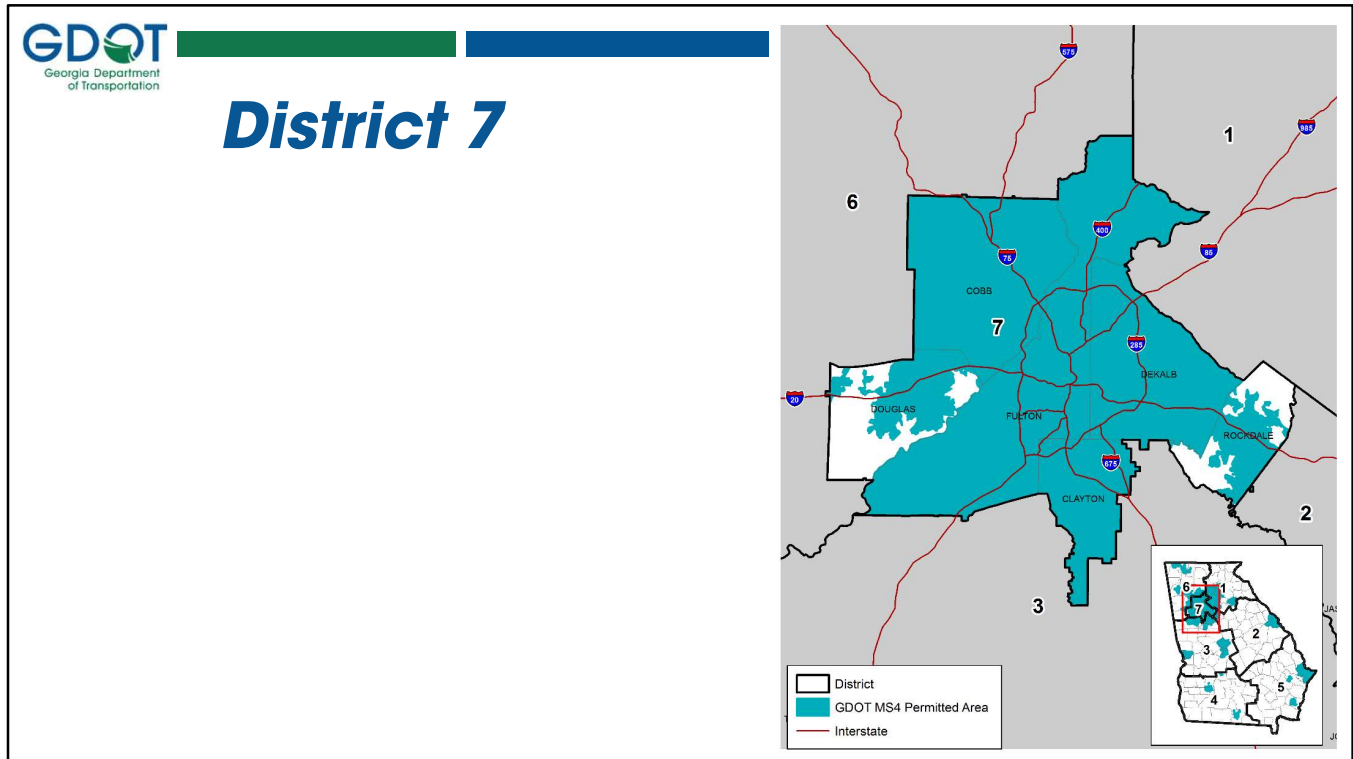 GDOT
Georgia Department
of Transportation
District 7
575
1
985
6
400
85
75
COBB
7
285
DEKALB
20
DOUGLAS
FULTON
ROCKDALE
675
CLAYTON
2
3
6
1
7
2
3
5
4
District
GDOT MS4 Permitted Area
Interstate